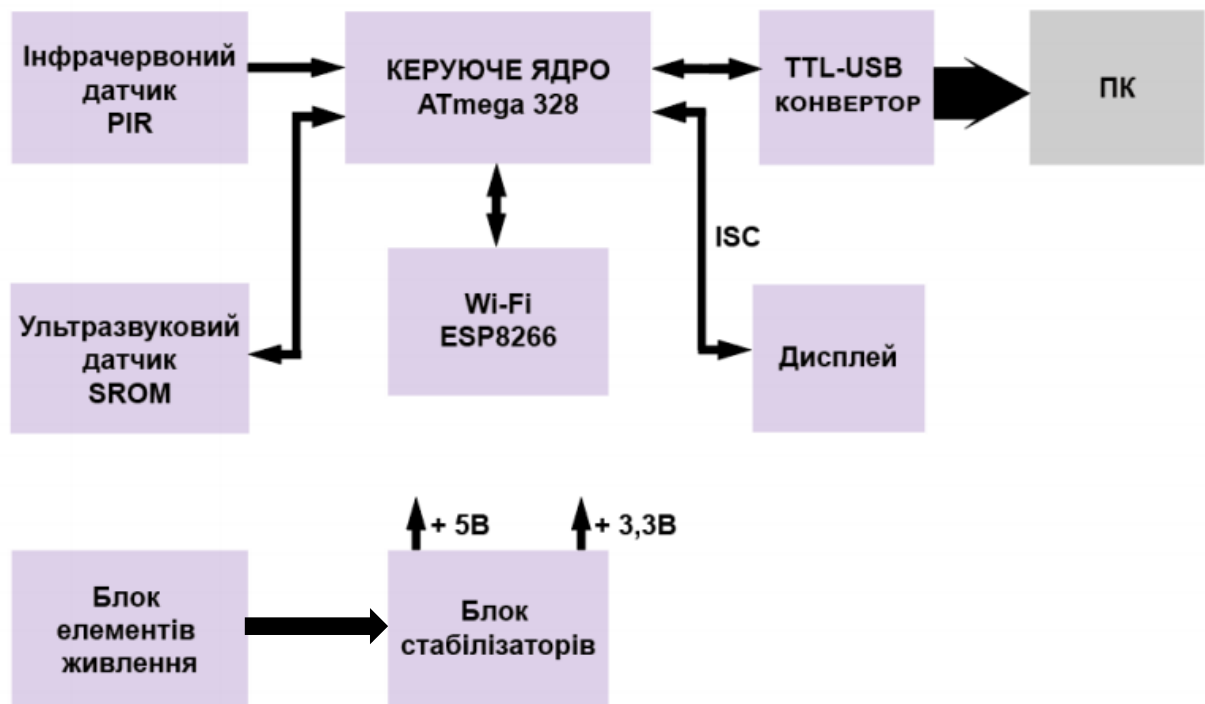 Інфрачервоний
датчик
PIR
КЕРУЮЧЕ ЯДРО
ATmega 328
TTL-USB
КОНВЕРТОР
ПК
ISC
Wi-Fi
ESP8266
Ультразвуковий
датчик
SROM
Дисплей
+ 5В
+ 3,3В
Блок
елементів
живлення
Блок
стабілізаторів